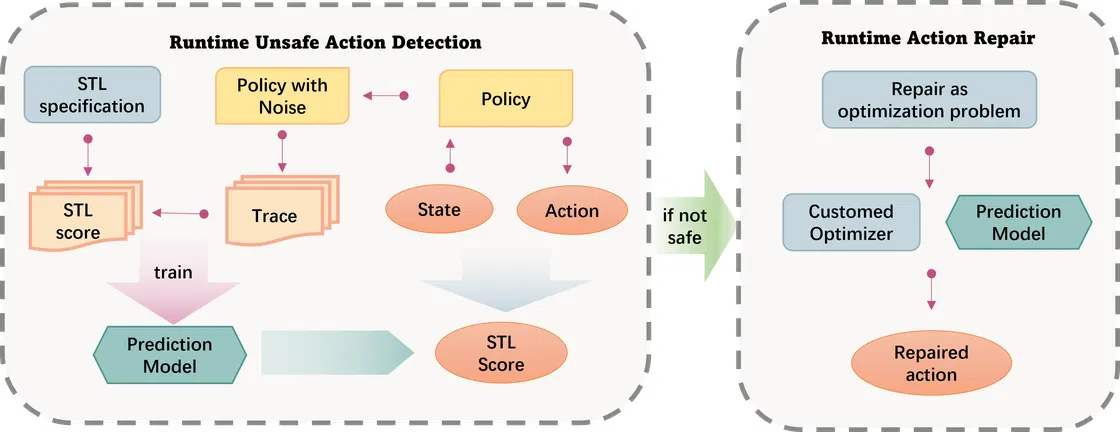 Runtime Unsafe Action Detection
STL
specification
Policy with
Noise
Policy
STL
score
Trace
State
Action
train
Prediction
Model
STL
Score
if not
safe
Runtime Action Repair
Repair as
optimization problem
Customed
Optimizer
Prediction
Model
Repaired
action